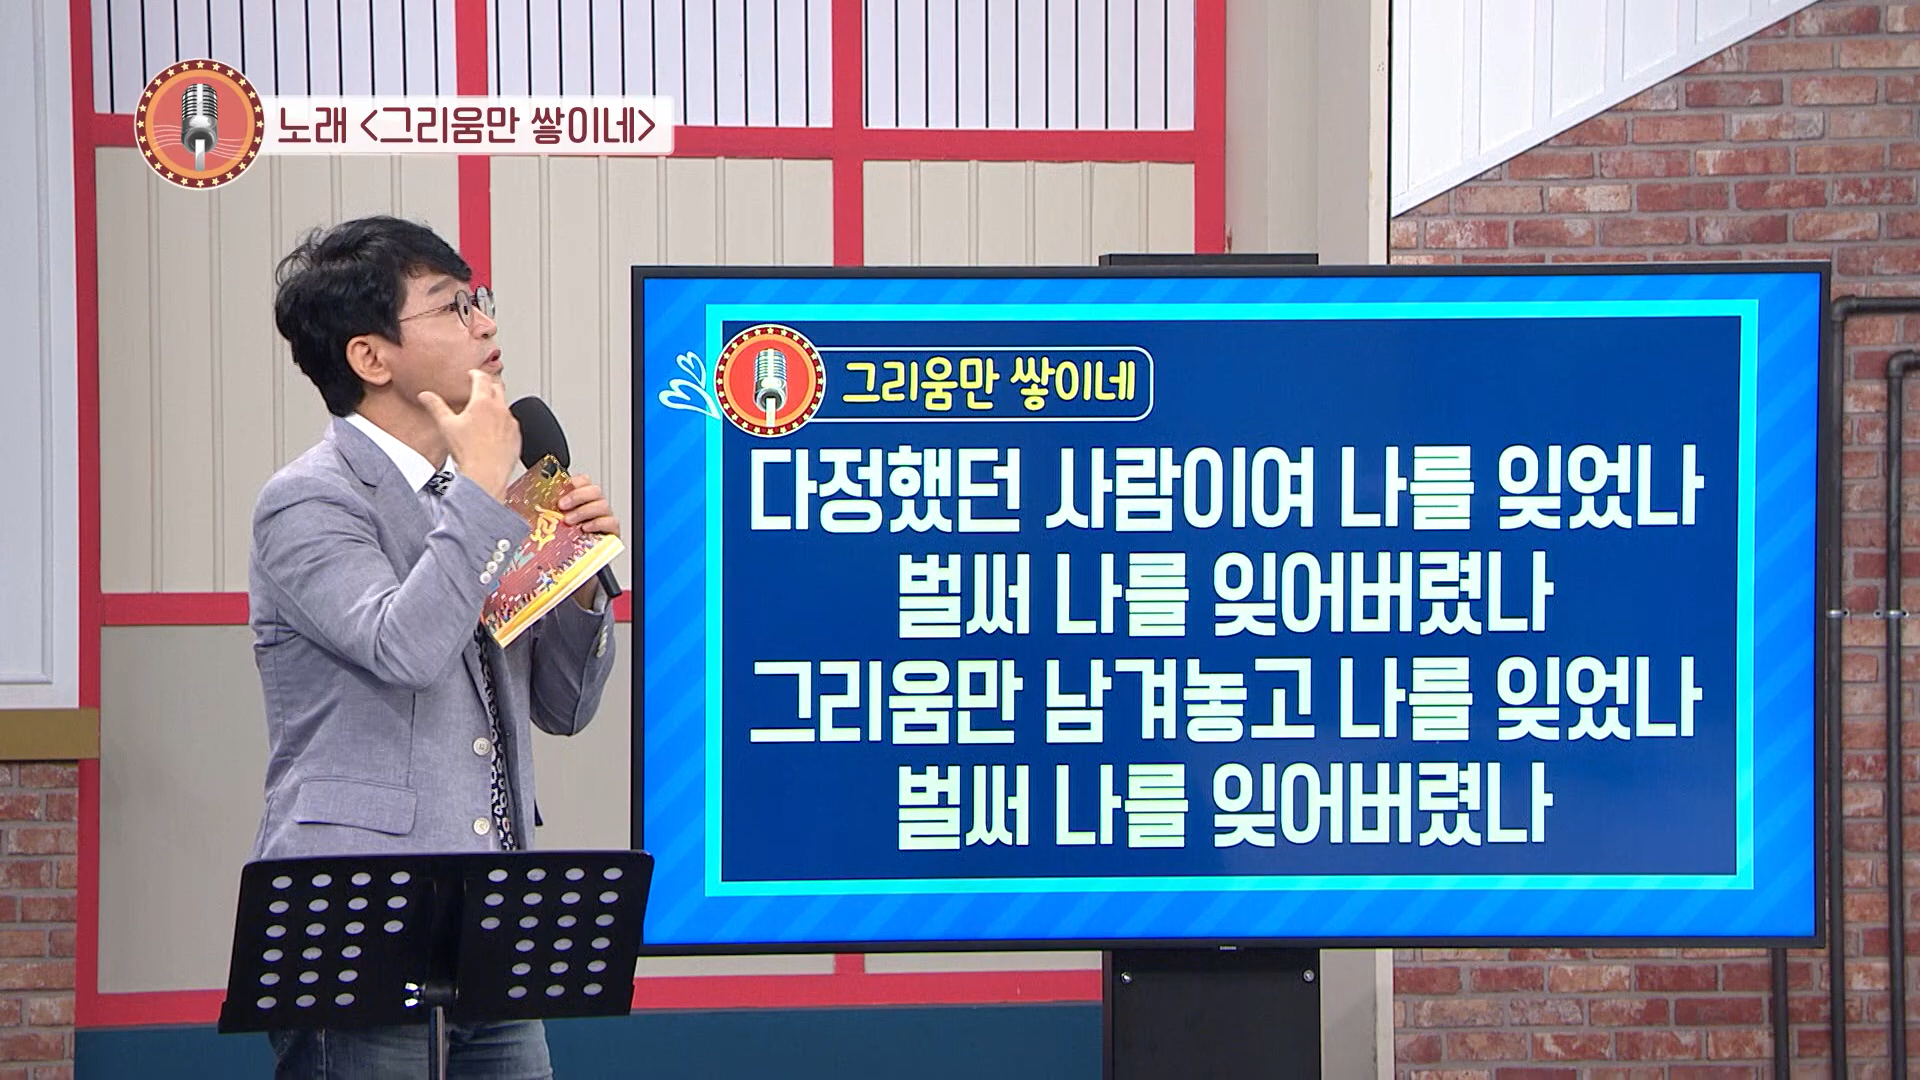 노래 <그리움만 쌓이네>
그리움만 쌓이네
다정했던 사람이여 나를 잊었나
벌써 나를 잊어버렸나
그리움만 남겨놓고 나를 잊었나
벌써 나를 잊어버렸나